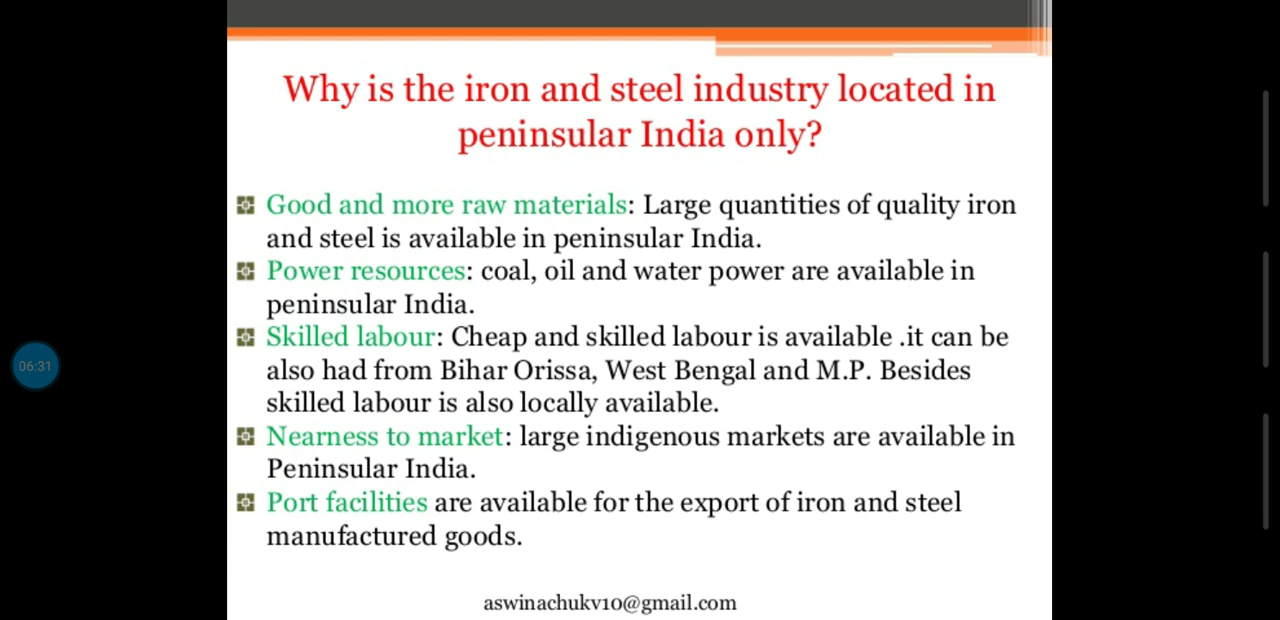 Why is the iron and steel industry located in
peninsular India only?
Good and more raw materials: Large quantities of quality iron
and steel is available in peninsular India.
Power resources: coal, oil and water power are available in
peninsular India.
Skilled labour: Cheap and skilled labour is available .it can be
also had from Bihar Orissa, West Bengal and M.P. Besides
skilled labour is also locally available.
Nearness to market: large indigenous markets are available in
Peninsular India.
Port facilities are available for the export of iron and steel
manufactured goods.
06:31
aswinachukv10@gmail.com